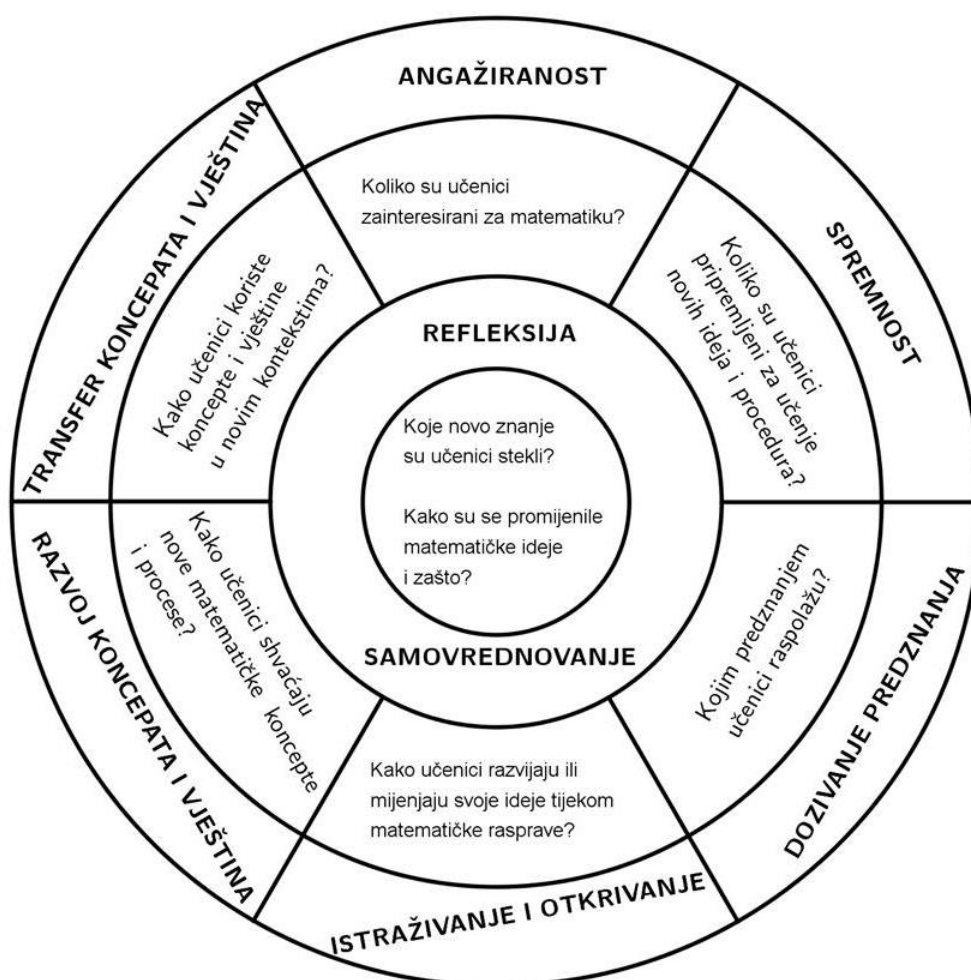 ANGAŽIRANOST
Koliko su učenici
zainteresirani za matematiku?
SPREMNOST
Koliko su učenici
pripremljeni za učenje
novih ideja i procedura?
DOZIVANJE PREDZNANJA
Kojim predznanjem
učenici raspolažu?
ISTRAŽIVANJE I OTKRIVANJE
Kako učenici razvijaju ili
mijenjaju svoje ideje tijekom
matematičke rasprave?
RAZVOJ KONCEPATA I VJEŠTINA
Kako učenici shvaćaju
nove matematičke koncepte
i procese?
TRANSFER KONCEPATA I VJEŠTINA
Kako učenici koriste
koncepte i vještine
u novim kontekstima?
REFLEKSIJA
Koje novo znanje
su učenici stekli?
Kako su se promijenile
matematičke ideje
i zašto?
SAMOVREDNOVANJE